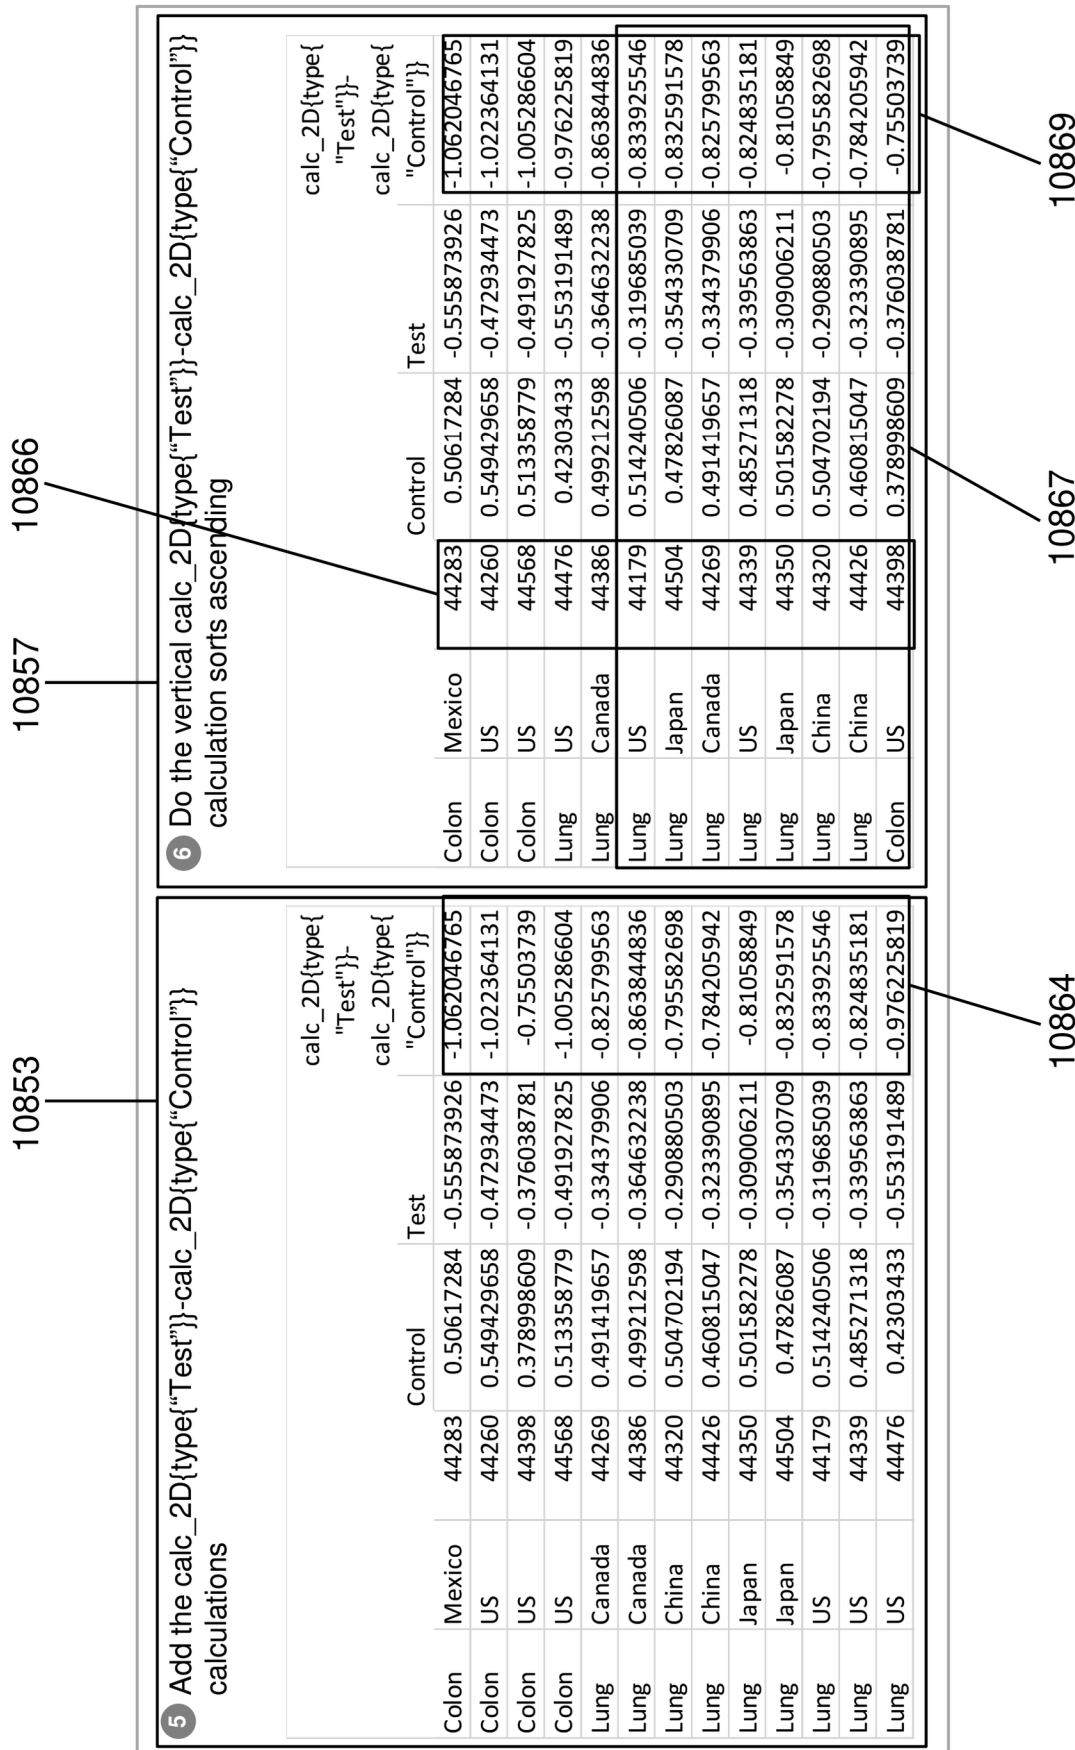 10853
10857
10866
5 Add the calc_2D{type{“Test”}}-calc_2D{type{“Control”}}
calculations
calc_2D{type{
"Test"}}-
calc_2D{type{
Control Test "Control"}}
Colon Mexico 44283 0.50617284 -0.555873926 -1.062046765
Colon US 44260 0.549429658 -0.472934473 -1.022364131
Colon US 44398 0.378998609 -0.376038781 -0.75503739
Colon US 44568 0.513358779 -0.491927825 -1.005286604
Lung Canada 44269 0.491419657 -0.334379906 -0.825799563
Lung Canada 44386 0.499212598 -0.364632238 -0.863844836
Lung China 44320 0.504702194 -0.290880503 -0.795582698
Lung China 44426 0.460815047 -0.323390895 -0.784205942
Lung Japan 44350 0.501582278 -0.309006211 -0.81058849
Lung Japan 44504 0.47826087 -0.354330709 -0.832591578
Lung US 44179 0.514240506 -0.319685039 -0.833925546
Lung US 44339 0.485271318 -0.339563863 -0.824835181
Lung US 44476 0.42303433 -0.553191489 -0.976225819
6 Do the vertical calc_2D{type{“Test”}}-calc_2D{type{“Control”}}
calculation sorts ascending
calc_2D{type{
"Test"}}-
calc_2D{type{
Control Test "Control"}}
Colon Mexico 44283 0.50617284 -0.555873926 -1.062046765
Colon US 44260 0.549429658 -0.472934473 -1.022364131
Colon US 44568 0.513358779 -0.491927825 -1.005286604
Lung US 44476 0.42303433 -0.553191489 -0.976225819
Lung Canada 44386 0.499212598 -0.364632238 -0.863844836
Lung US 44179 0.514240506 -0.319685039 -0.833925546
Lung Japan 44504 0.47826087 -0.354330709 -0.832591578
Lung Canada 44269 0.491419657 -0.334379906 -0.825799563
Lung US 44339 0.485271318 -0.339563863 -0.824835181
Lung Japan 44350 0.501582278 -0.309006211 -0.81058849
Lung China 44320 0.504702194 -0.290880503 -0.795582698
Lung China 44426 0.460815047 -0.323390895 -0.784205942
Colon US 44398 0.378998609 -0.376038781 -0.75503739
10864
10867
10869